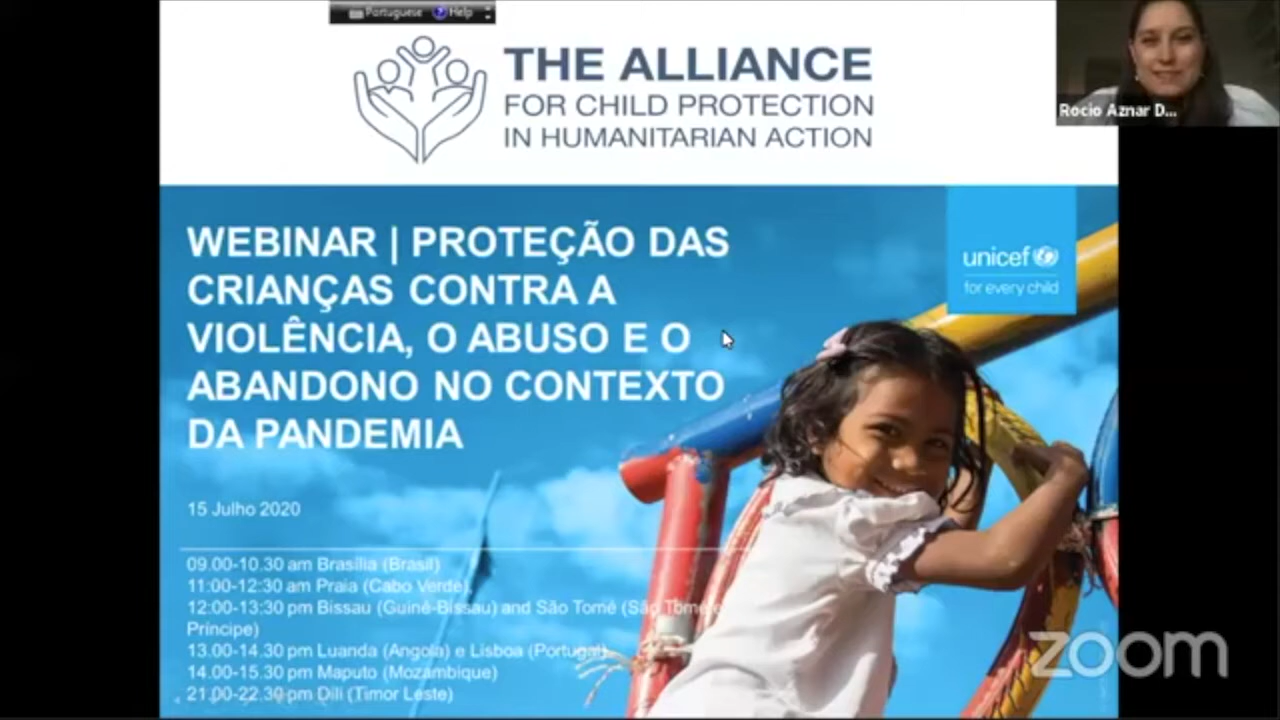 Portuguese Help
THE ALLIANCE
FOR CHILD PROTECTION
IN HUMANITARIAN ACTION
Rocio Aznar D...
WEBINAR | PROTEÇÃO DAS
CRIANÇAS CONTRA A
VIOLÊNCIA, O ABUSO E O
ABANDONO NO CONTEXTO
DA PANDEMIA
unicef
for every child
15 Julho 2020
09.00-10.30 am Brasília (Brasil)
11:00-12:30 am Praia (Cabo Verde),
12:00-13:30 pm Bissau (Guiné-Bissau) and São Tomé (São Tomé e
Príncipe)
13.00-14.30 pm Luanda (Angola) e Lisboa (Portugal)
14.00-15.30 pm Maputo (Mozambique)
21.00-22.30 pm Dili (Timor Leste)
zoom